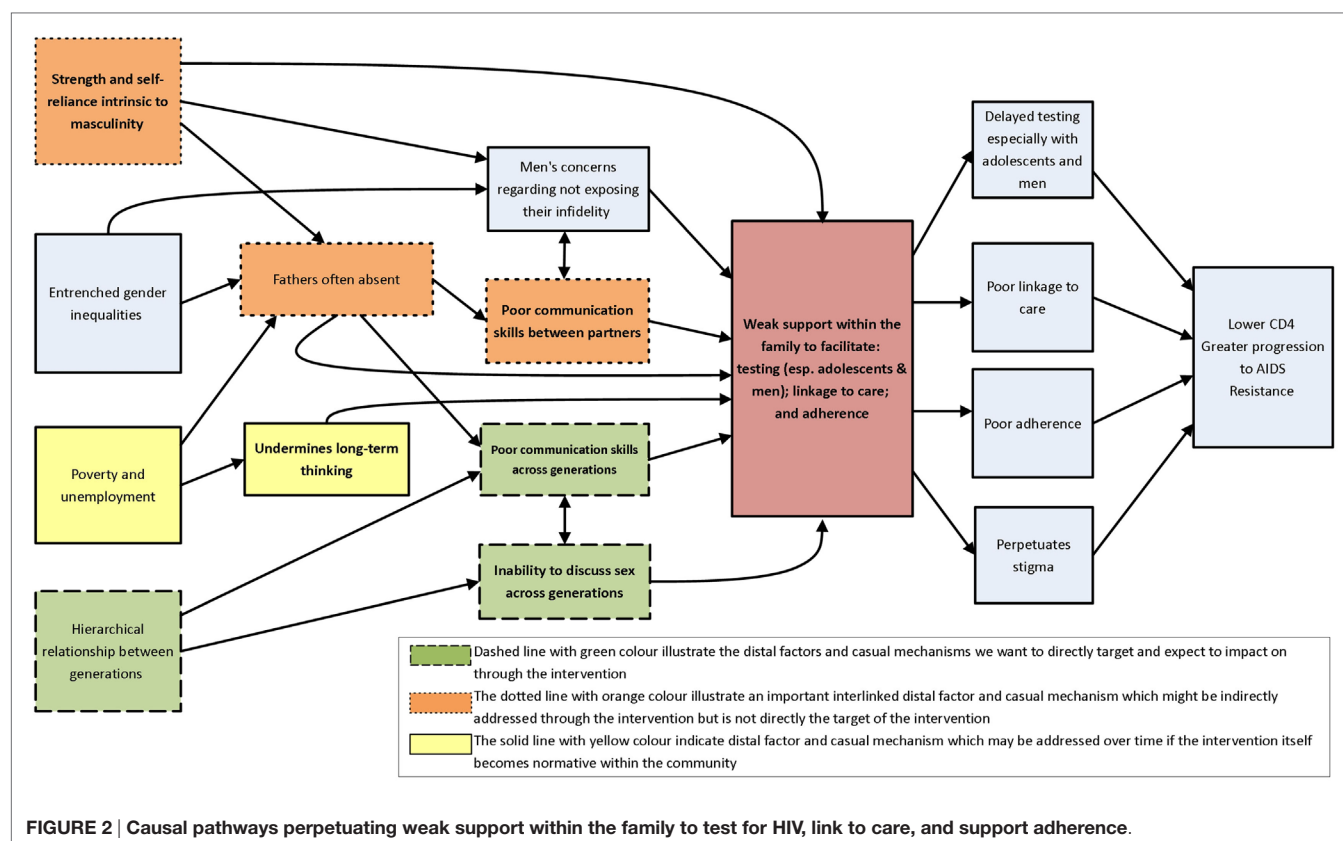 Strength and self-
reliance intrinsic to
masculinity
Entrenched gender
inequalities
Poverty and
unemployment
Hierarchical
relationship between
generations
Fathers often absent
Undermines long-term
thinking
Men's concerns
regarding not exposing
their infidelity
Poor communication
skills between partners
Poor communication skills
across generations
Inability to discuss sex
across generations
Weak support within the
family to facilitate:
testing (esp. adolescents &
men); linkage to care;
and adherence
Delayed testing
especially with
adolescents and
men
Poor linkage to
care
Poor adherence
Perpetuates
stigma
Lower CD4
Greater progression
to AIDS
Resistance
Dashed line with green colour illustrate the distal factors and casual mechanisms we want to directly target and expect to impact on
through the intervention
The dotted line with orange colour illustrate an important interlinked distal factor and casual mechanism which might be indirectly
addressed through the intervention but is not directly the target of the intervention
The solid line with yellow colour indicate distal factor and casual mechanism which may be addressed over time if the intervention itself
becomes normative within the community
FIGURE 2 | Causal pathways perpetuating weak support within the family to test for HIV, link to care, and support adherence.